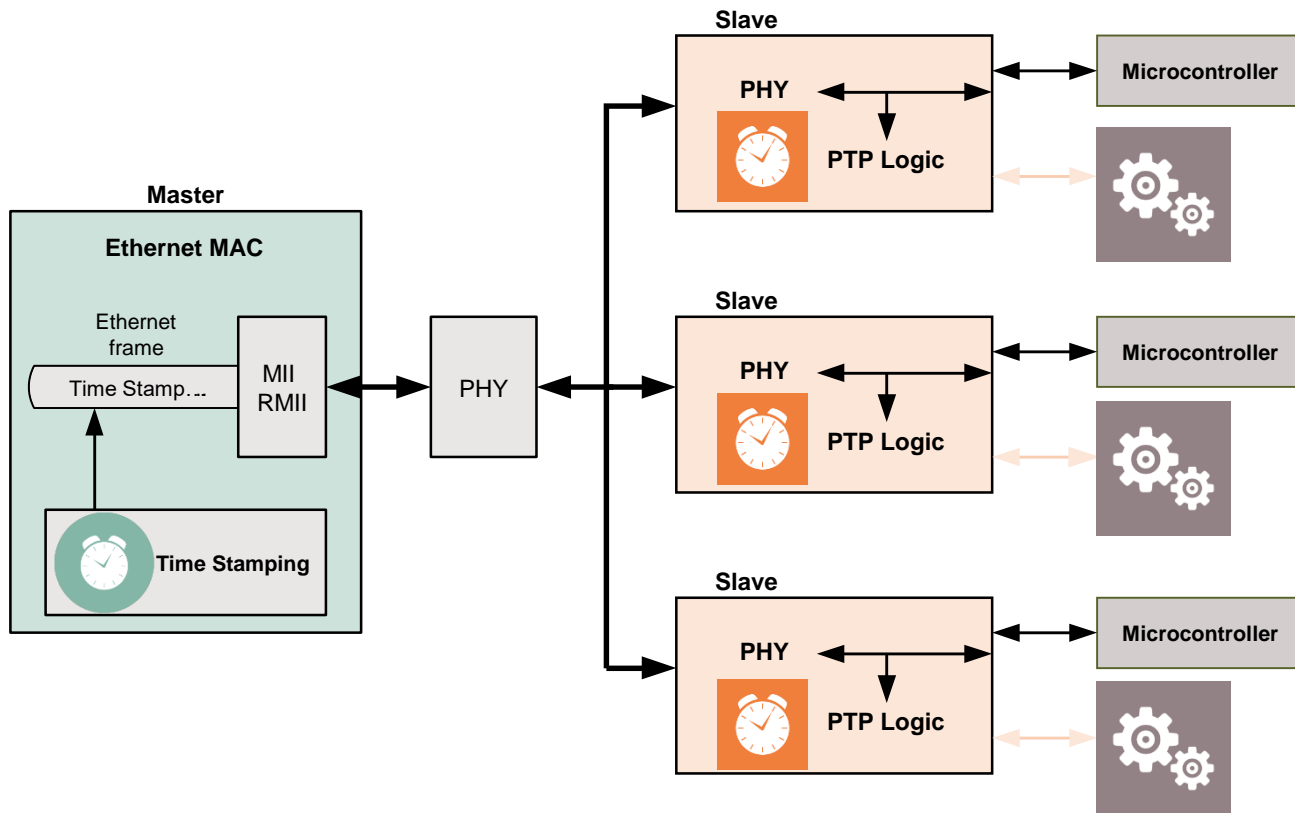 Master
Ethernet MAC
Ethernet
frame
Time Stamp....
MII
RMII
Time Stamping
PHY
Slave
PHY
PTP Logic
Microcontroller
Slave
PHY
PTP Logic
Microcontroller
Slave
PHY
PTP Logic
Microcontroller